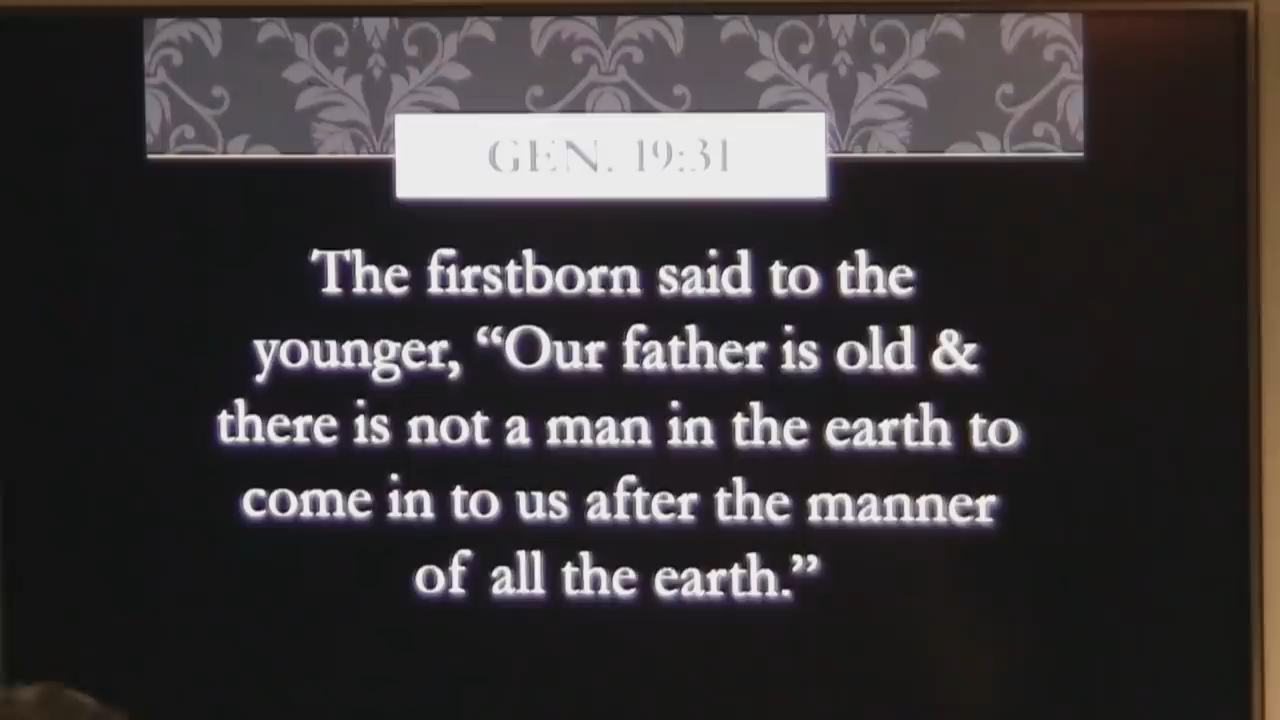 GEN. 19:31
The firstborn said to the
younger, “Our father is old &
there is not a man in the earth to
come in to us after the manner
of all the earth.”